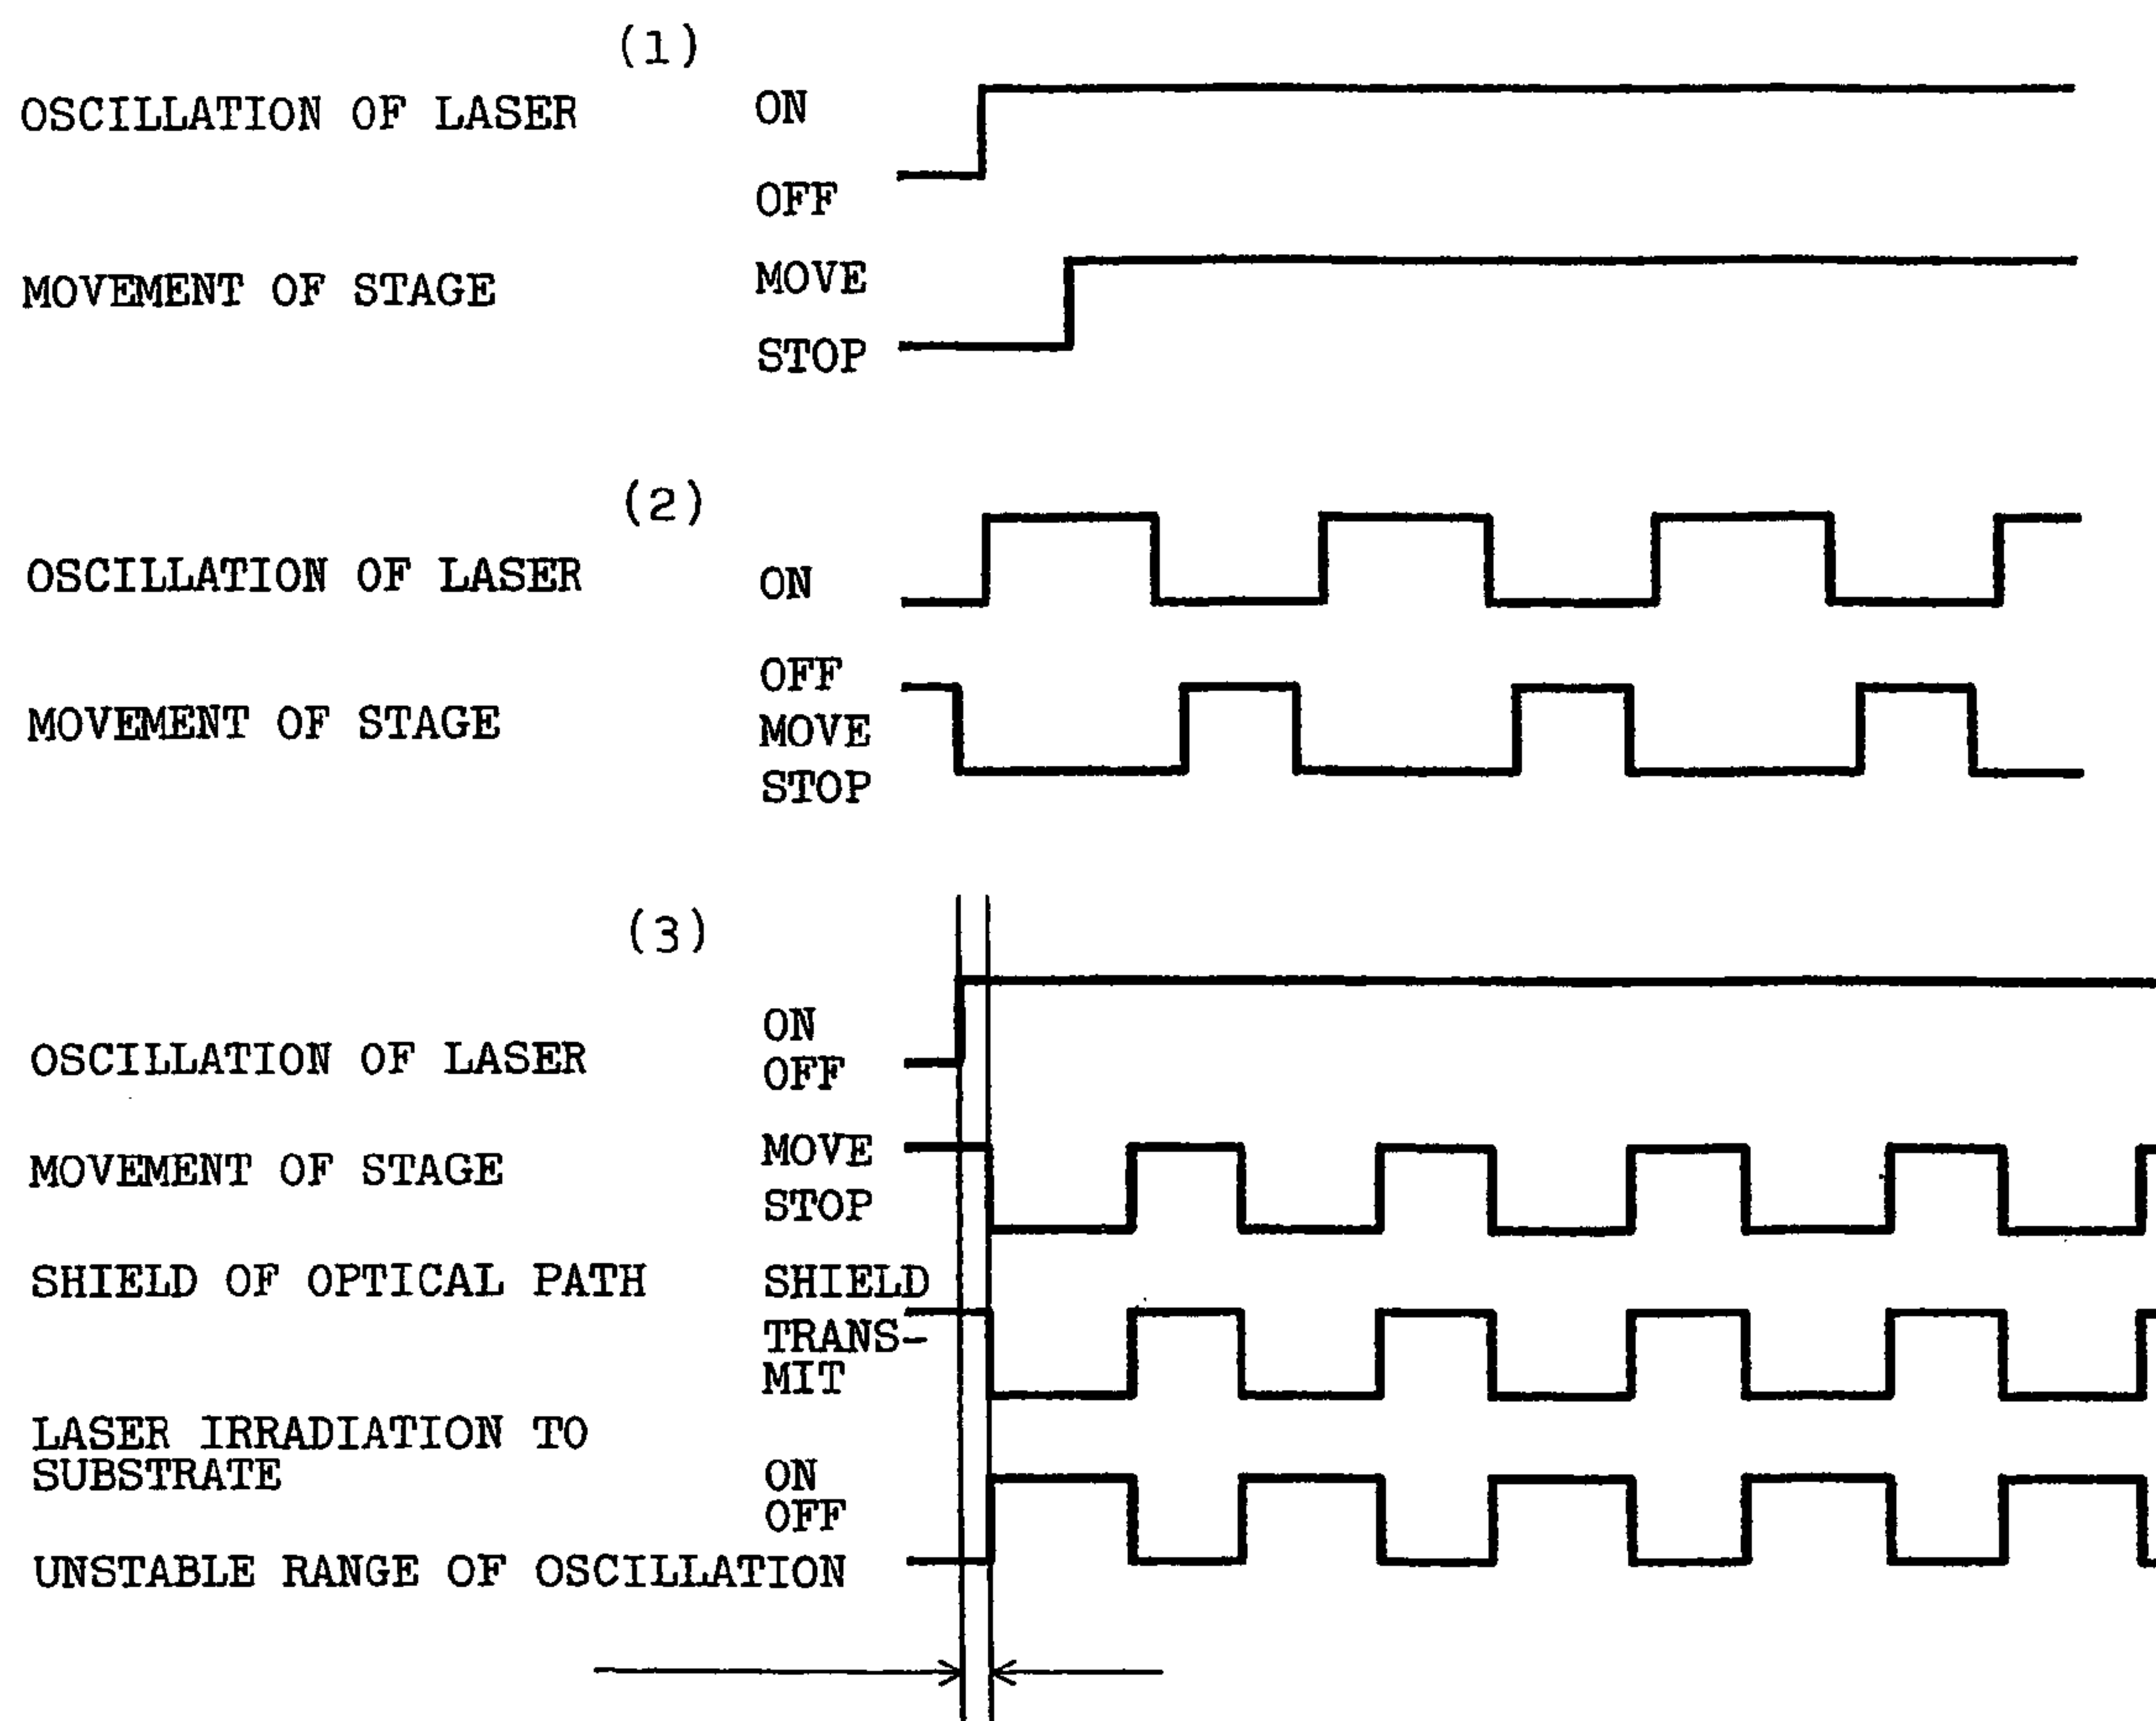 (1)
OSCILLATION OF LASER ON
OFF
MOVEMENT OF STAGE MOVE
STOP
(2)
OSCILLATION OF LASER ON
OFF
MOVEMENT OF STAGE MOVE
STOP
(3)
ON
OSCILLATION OF LASER OFF
MOVEMENT OF STAGE MOVE
STOP
SHIELD OF OPTICAL PATH SHIELD
TRANS-
MIT
LASER IRRADIATION TO
SUBSTRATE ON
OFF
UNSTABLE RANGE OF OSCILLATION